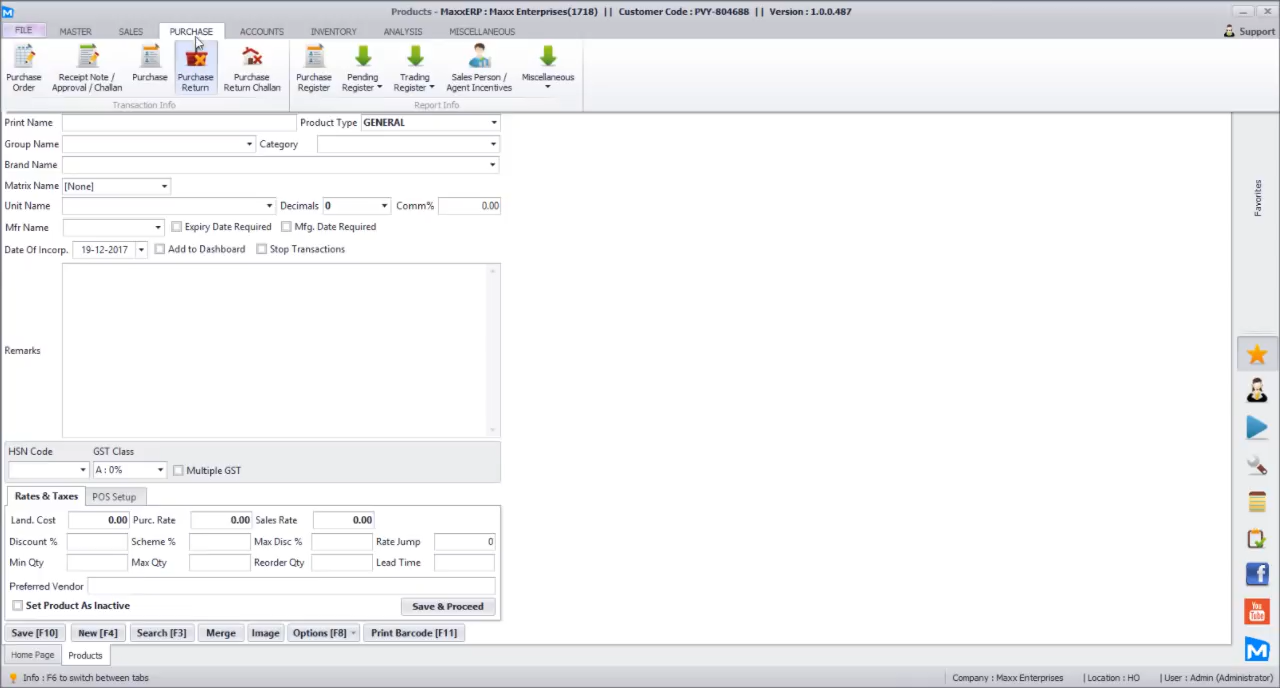 Products - MaxxERP : Maxx Enterprises(1718) || Customer Code : PVY-804688 || Version : 1.0.0.487
FILE MASTER SALES PURCHASE ACCOUNTS INVENTORY ANALYSIS MISCELLANEOUS Support
Purchase Order
Receipt Note / Approval / Challan
Purchase
Purchase Return
Purchase Return Challan
Purchase Register
Pending Register
Trading Register
Sales Person / Agent Incentives
Miscellaneous
Transaction Info Report Info
Print Name Product Type GENERAL
Group Name Category
Brand Name
Matrix Name [None]
Unit Name Decimals 0 Comm% 0.00
Mfr Name Expiry Date Required Mfg. Date Required
Date Of Incorp. 19-12-2017 Add to Dashboard Stop Transactions
Remarks
HSN Code GST Class
A : 0% Multiple GST
Rates & Taxes POS Setup
Land. Cost 0.00 Purc. Rate 0.00 Sales Rate 0.00
Discount % Scheme % Max Disc % Rate Jump 0
Min Qty Max Qty Reorder Qty Lead Time
Preferred Vendor
Set Product As Inactive Save & Proceed
Save [F10] New [F4] Search [F3] Merge Image Options [F8] Print Barcode [F11]
Home Page Products
Info : F6 to switch between tabs Company : Maxx Enterprises | Location : HO | User : Admin (Administrator)
Favorites
You Tube